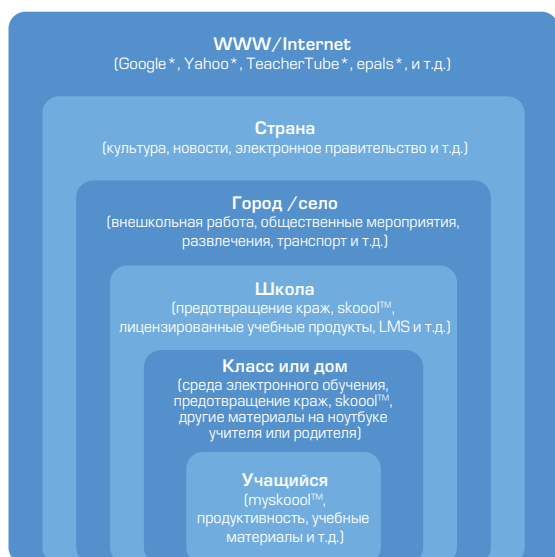 WWW/Internet
(Google*, Yahoo*, TeacherTube*, epals*, и т.д.)
Страна
(культура, новости, электронное правительство и т.д.)
Город /село
(внешкольная работа, общественные мероприятия,
развлечения, транспорт и т.д.)
Школа
(предотвращение краж, skoool™,
лицензированные учебные продукты, LMS и т.д.)
Класс или дом
(среда электронного обучения,
предотвращение краж, skoool™,
другие материалы на ноутбуке
учителя или родителя)
Учащийся
(myskoool™,
продуктивность, учебные
материалы и т.д.)